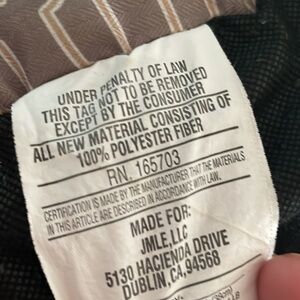 UNDER PENALTY OF LAW
THIS TAG NOT TO BE REMOVED
EXCEPT BY THE CONSUMER
ALL NEW MATERIAL CONSISTING OF
100% POLYESTER FIBER
RN. 165703
CERTIFICATION IS MADE BY THE MANUFACTURER THAT THE MATERIALS
IN THIS ARTICLE ARE DESCRIBED IN ACCORDANCE WITH LAW.
MADE FOR:
JMLE,LLC
5130 HACIENDA DRIVE
DUBLIN, CA,94568